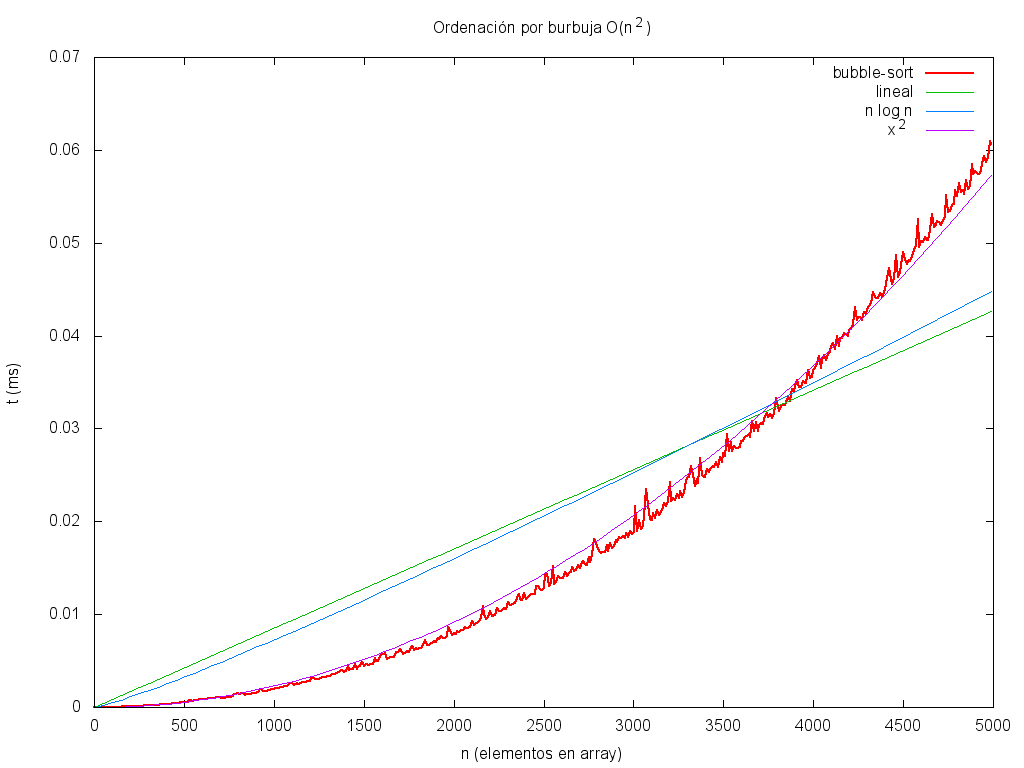 Ordenación por burbuja O(n²)
0.07
0.06
0.05
0.04
0.03
0.02
0.01
0
t (ms)
bubble-sort
lineal
n log n
x²
0 500 1000 1500 2000 2500 3000 3500 4000 4500 5000
n (elementos en array)